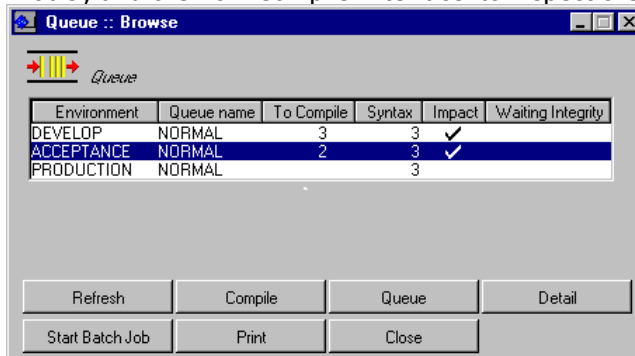 Queue :: Browse
Queue
Environment Queue name To Compile Syntax Impact Waiting Integrity
DEVELOP NORMAL 3 3 ✓
ACCEPTANCE NORMAL 2 3 ✓
PRODUCTION NORMAL 3
Refresh Compile Queue Detail
Start Batch Job Print Close